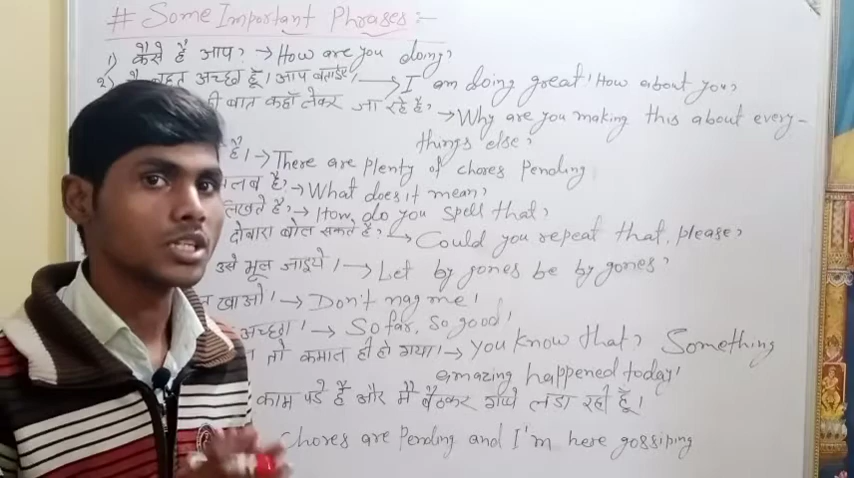 # Some Important Phrases :-
1) कैसे हैं आप? → How are you doing?
2) बहुत अच्छा हूँ। आप बताइए। → I am doing great! How about you?
बात कहाँ लेकर जा रहे हैं? → Why are you making this about every-
things else?
है। → There are plenty of chores Pending
है? → What does it mean?
लिखते हैं? → How do you spell that?
दोबारा बोल सकते हैं? → Could you repeat that, please?
उसे भूल जाइये। → Let by gones be by gones!
खाओ। → Don't nag me!
अच्छा। → So far, So good!
तो कमाल ही हो गया। → You know that? Something
amazing happened today!
काम पड़े हैं और मैं बैठकर गप्पे लडा रही हूँ।
Chores are Pending and I'm here gossiping